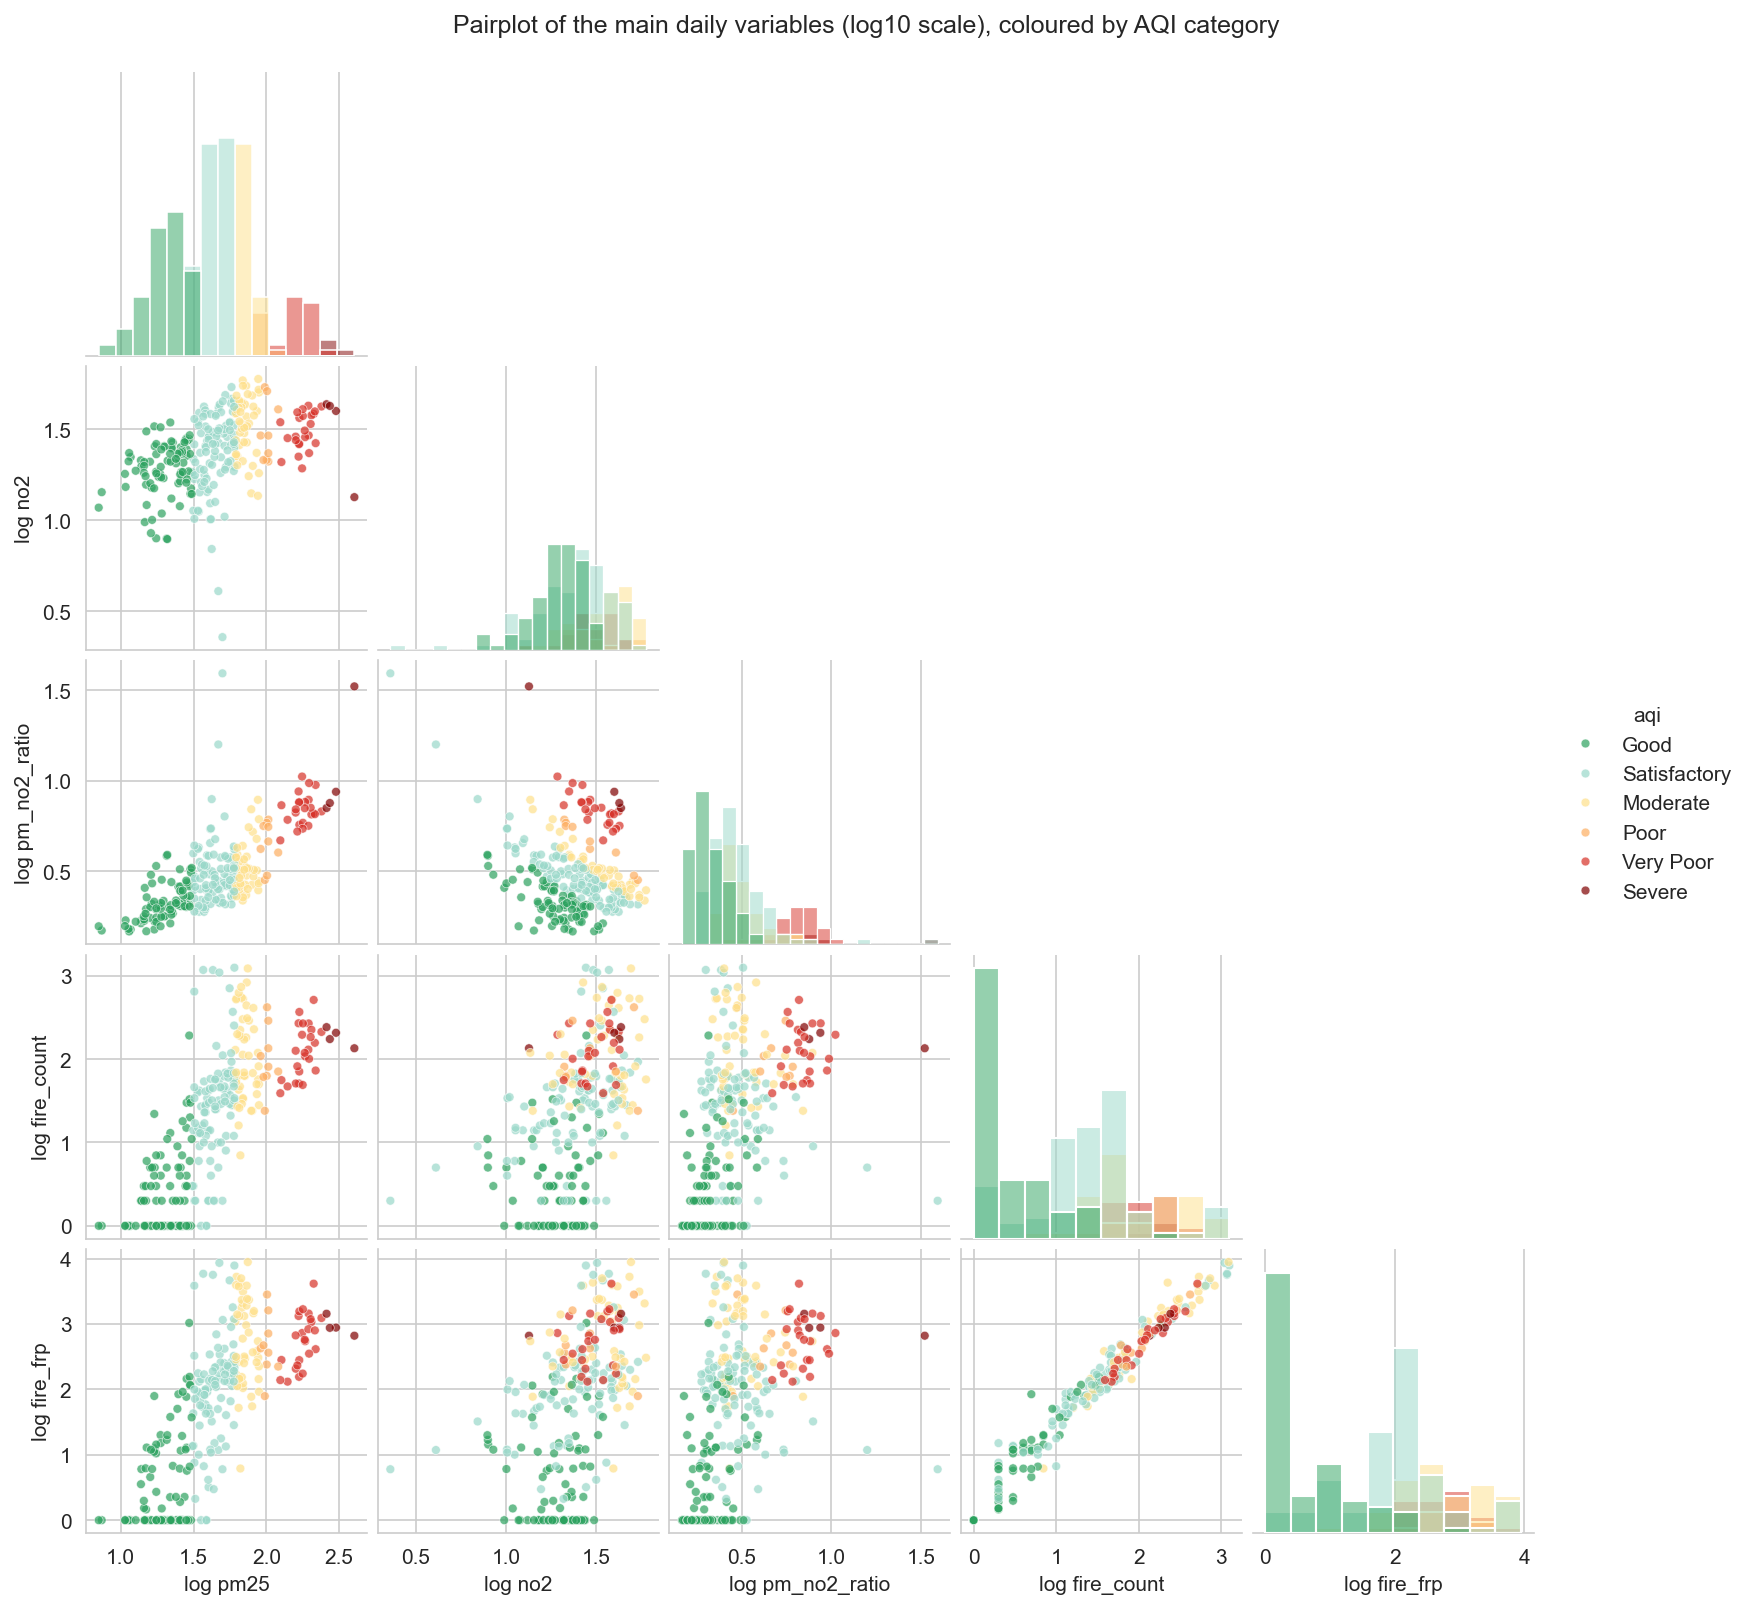 Pairplot of the main daily variables (log10 scale), coloured by AQI category
log no2
1.5
1.0
0.5
log pm_no2_ratio
1.5
1.0
0.5
aqi
Good
Satisfactory
Moderate
Poor
Very Poor
Severe
log fire_count
3
2
1
0
log fire_frp
4
3
2
1
0
1.0 1.5 2.0 2.5
0.5 1.0 1.5
0.5 1.0 1.5
0 1 2 3
0 2 4
log pm25
log no2
log pm_no2_ratio
log fire_count
log fire_frp